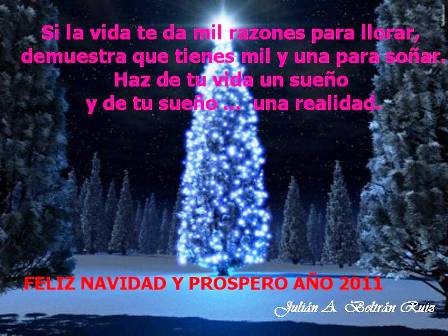 Si la vida te da mil razones para llorar,
demuestra que tienes mil y una para soñar.
Haz de tu vida un sueño
y de tu sueño ... una realidad.
FELIZ NAVIDAD Y PROSPERO AÑO 2011
Julián A. Beltrán Ruiz